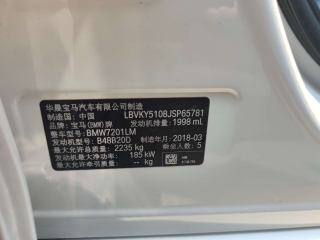 华晨宝马汽车有限公司制造
制造国：中国 LBVKY5108JSP65781
品牌：宝马(BMW)牌 发动机排量：1998 mL
整车型号：BMW7201LM
发动机型号：B48B20D 制造年月：2018-03
最大允许总质量：2235 kg 乘坐人数：5
发动机最大净功率：185 kW
最大允许牵引质量：-- kg